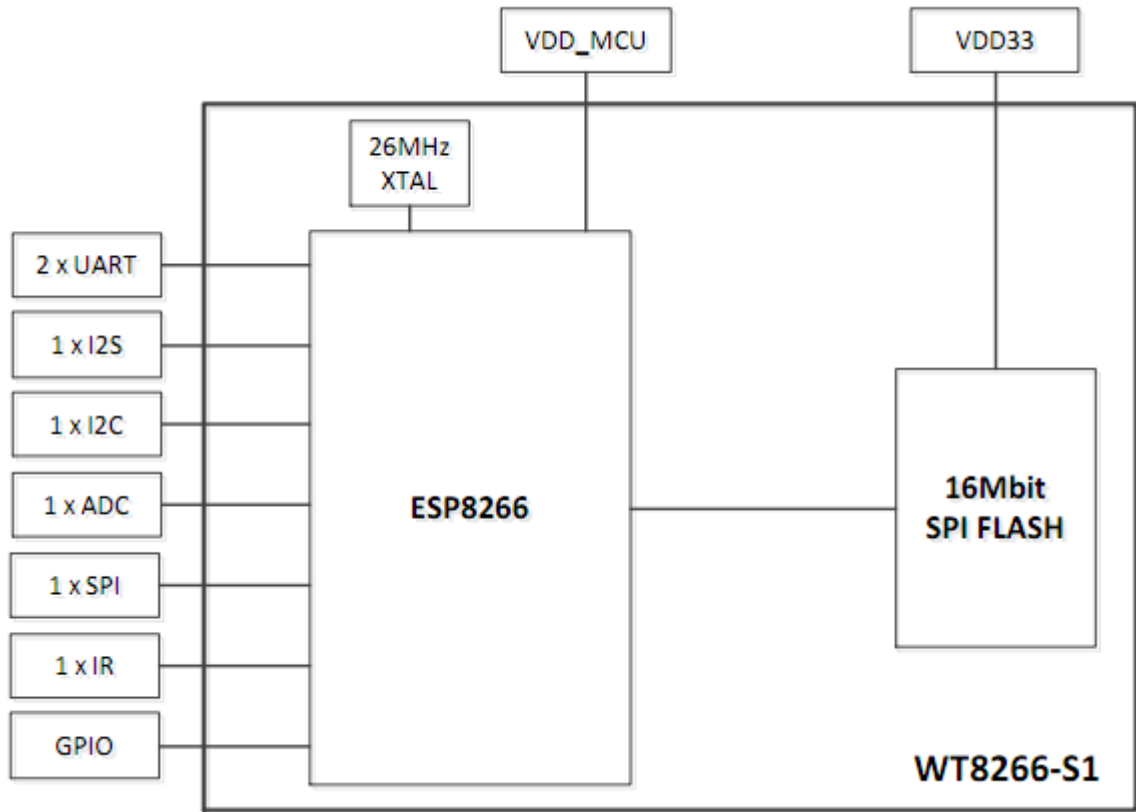 VDD_MCU
VDD33
26MHz
XTAL
2 x UART
1 x I2S
1 x I2C
1 x ADC
1 x SPI
1 x IR
GPIO
ESP8266
16Mbit
SPI FLASH
WT8266-S1